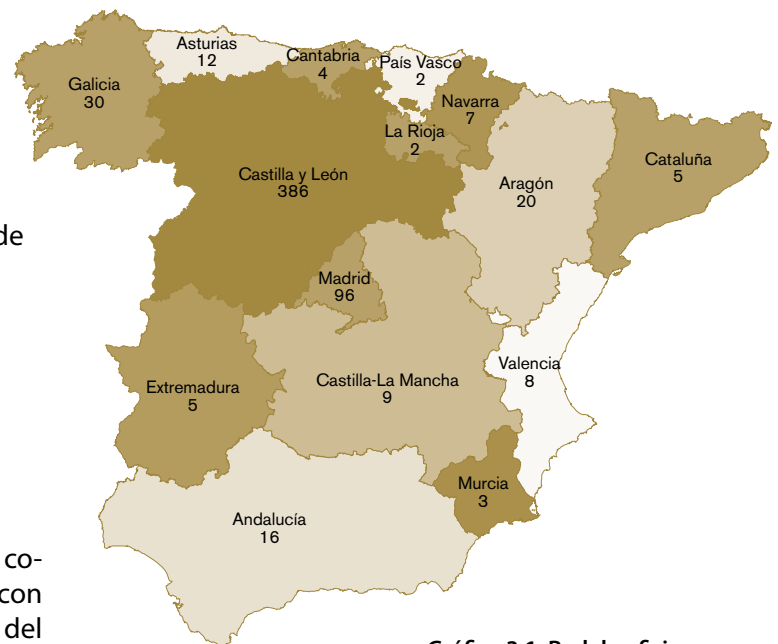 Asturias
12
Cantabria
4
País Vasco
2
Galicia
30
Navarra
7
La Rioja
2
Cataluña
5
Castilla y León
386
Aragón
20
de
Madrid
96
Valencia
8
Extremadura
5
Castilla-La Mancha
9
Murcia
3
Andalucía
16
co-
con
del